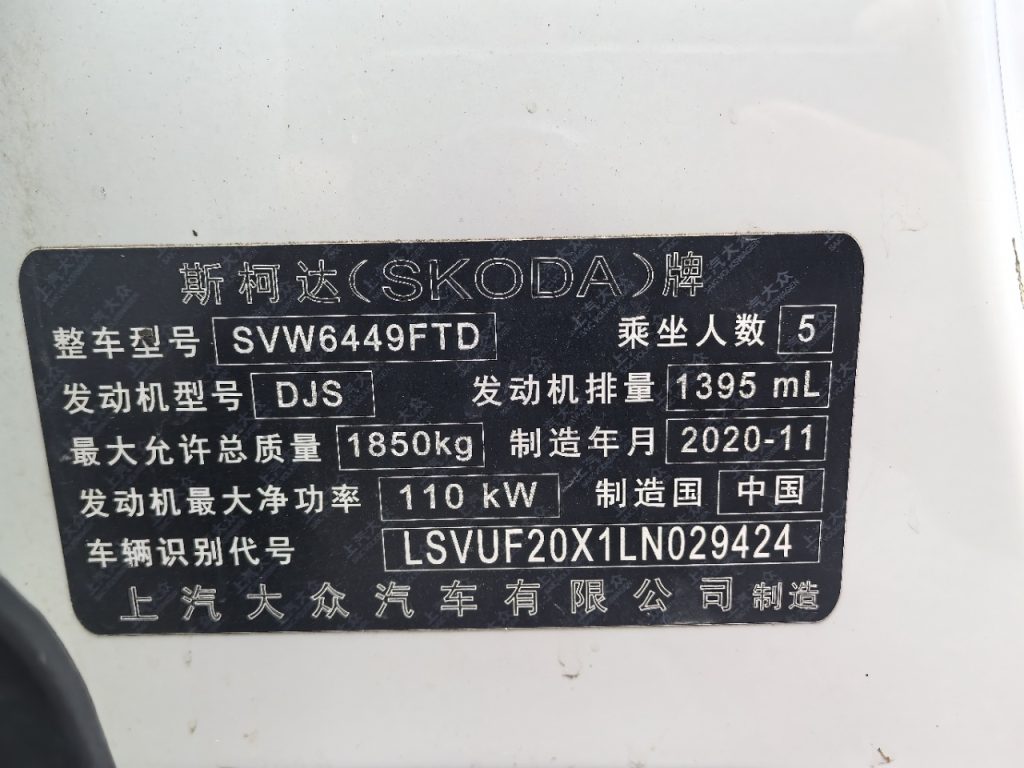 斯柯达(SKODA)牌
整车型号 SVW6449FTD 乘坐人数 5
发动机型号 DJS 发动机排量 1395 mL
最大允许总质量 1850kg 制造年月 2020-11
发动机最大净功率 110 kW 制造国 中国
车辆识别代号 LSVUF20X1LN029424
上汽大众汽车有限公司 制造